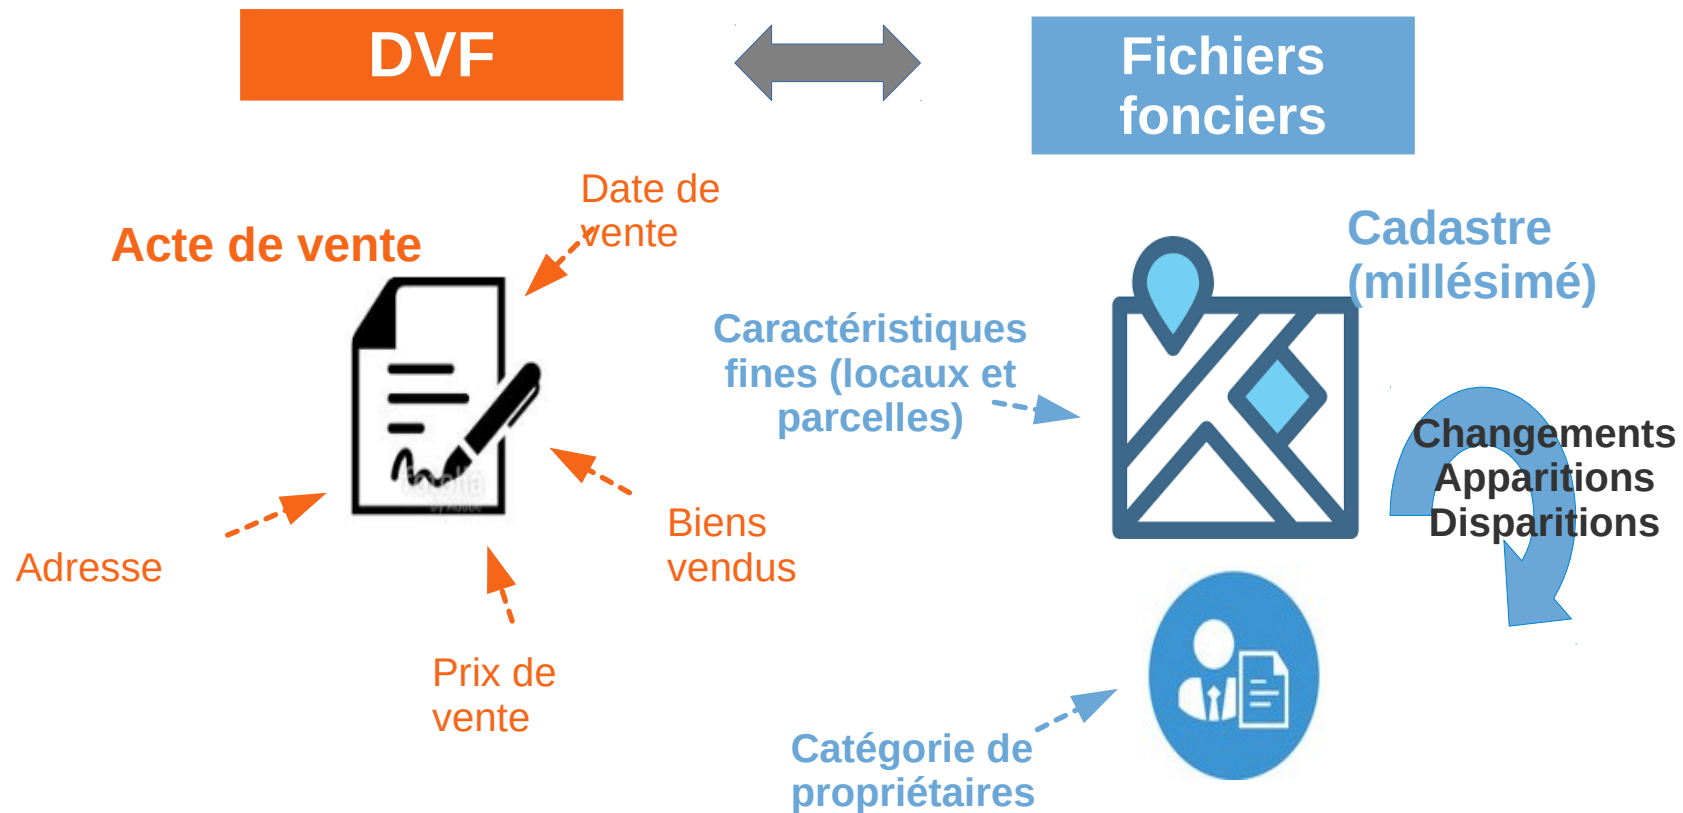 DVF
Fichiers
fonciers
Date de
vente
Acte de vente
Cadastre
(millésimé)
Caractéristiques
fines (locaux et
parcelles)
Changements
Apparitions
Disparitions
Biens
vendus
Adresse
Prix de
vente
Catégorie de
propriétaires